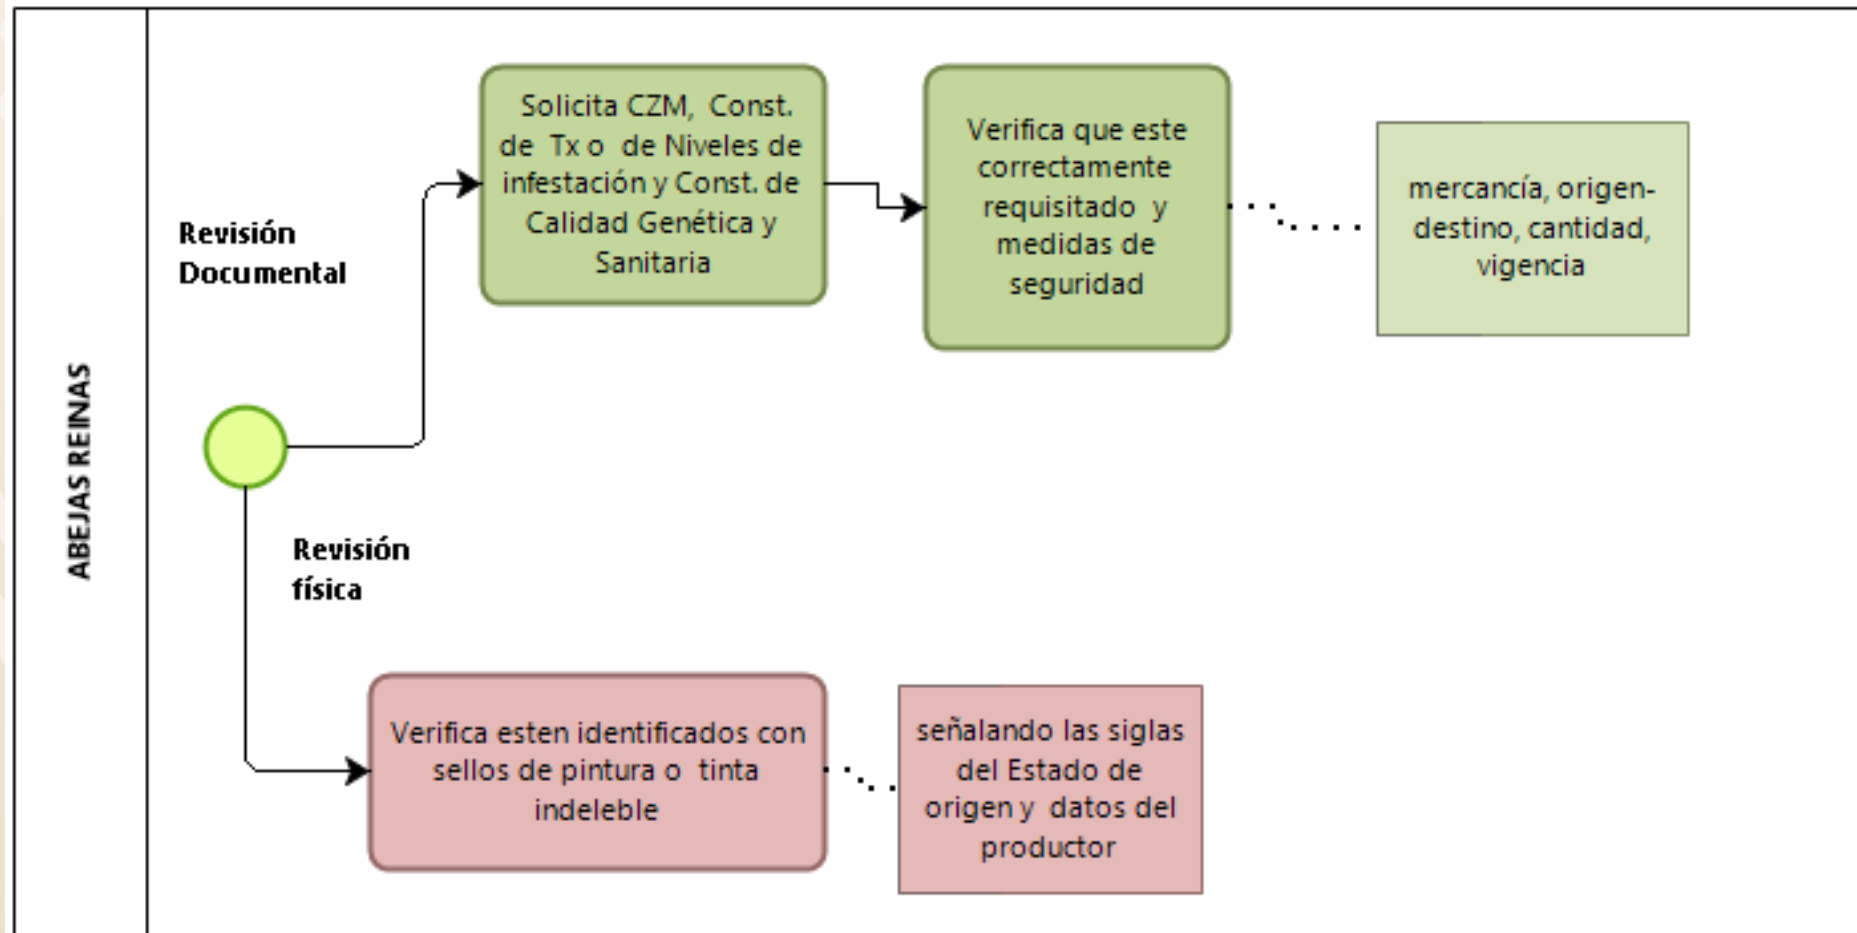 ABEJAS REINAS
Revisión
Documental
Solicita CZM, Const.
de Tx o de Niveles de
infestación y Const. de
Calidad Genética y
Sanitaria
Verifica que este
correctamente
requisitado y
medidas de
seguridad
mercancía, origen-
destino, cantidad,
vigencia
Revisión
física
Verifica esten identificados con
sellos de pintura o tinta
indeleble
señalando las siglas
del Estado de
origen y datos del
productor